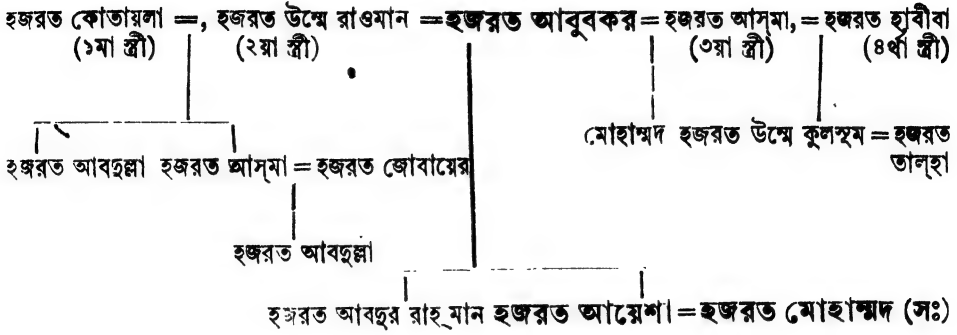 হজরত কোতায়লা =, হজরত উম্মে রাওমান = হজরত আবুবকর = হজরত আস্‌মা, = হজরত হাবীবা
(১মা স্ত্রী) (২য়া স্ত্রী) (৩য়া স্ত্রী) (৪র্থা স্ত্রী)
মোহাম্মদ হজরত উম্মে কুলসুম = হজরত
হজরত আবদুল্লা হজরত আস্‌মা = হজরত জোবায়ের তাল্‌হা
হজরত আবদুল্লা
হজরত আবদুর রাহ্‌মান হজরত আয়েশা = হজরত মোহাম্মদ (সঃ)